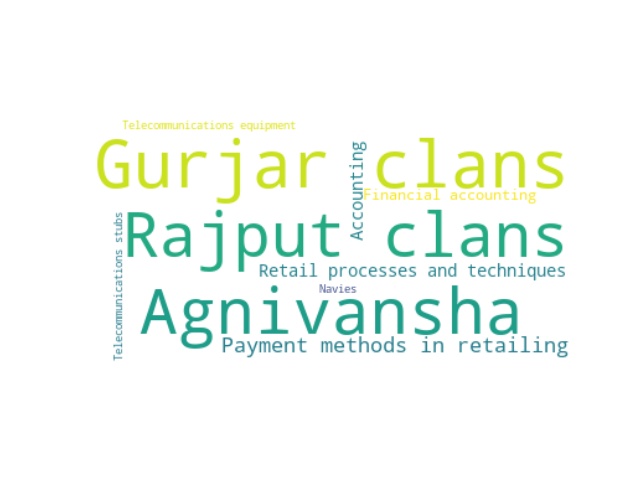 Telecommunications equipment
Gurjar clans
Accounting
Financial accounting
Telecommunications stubs
Rajput clans
Retail processes and techniques
Navies
Agnivansha
Payment methods in retailing